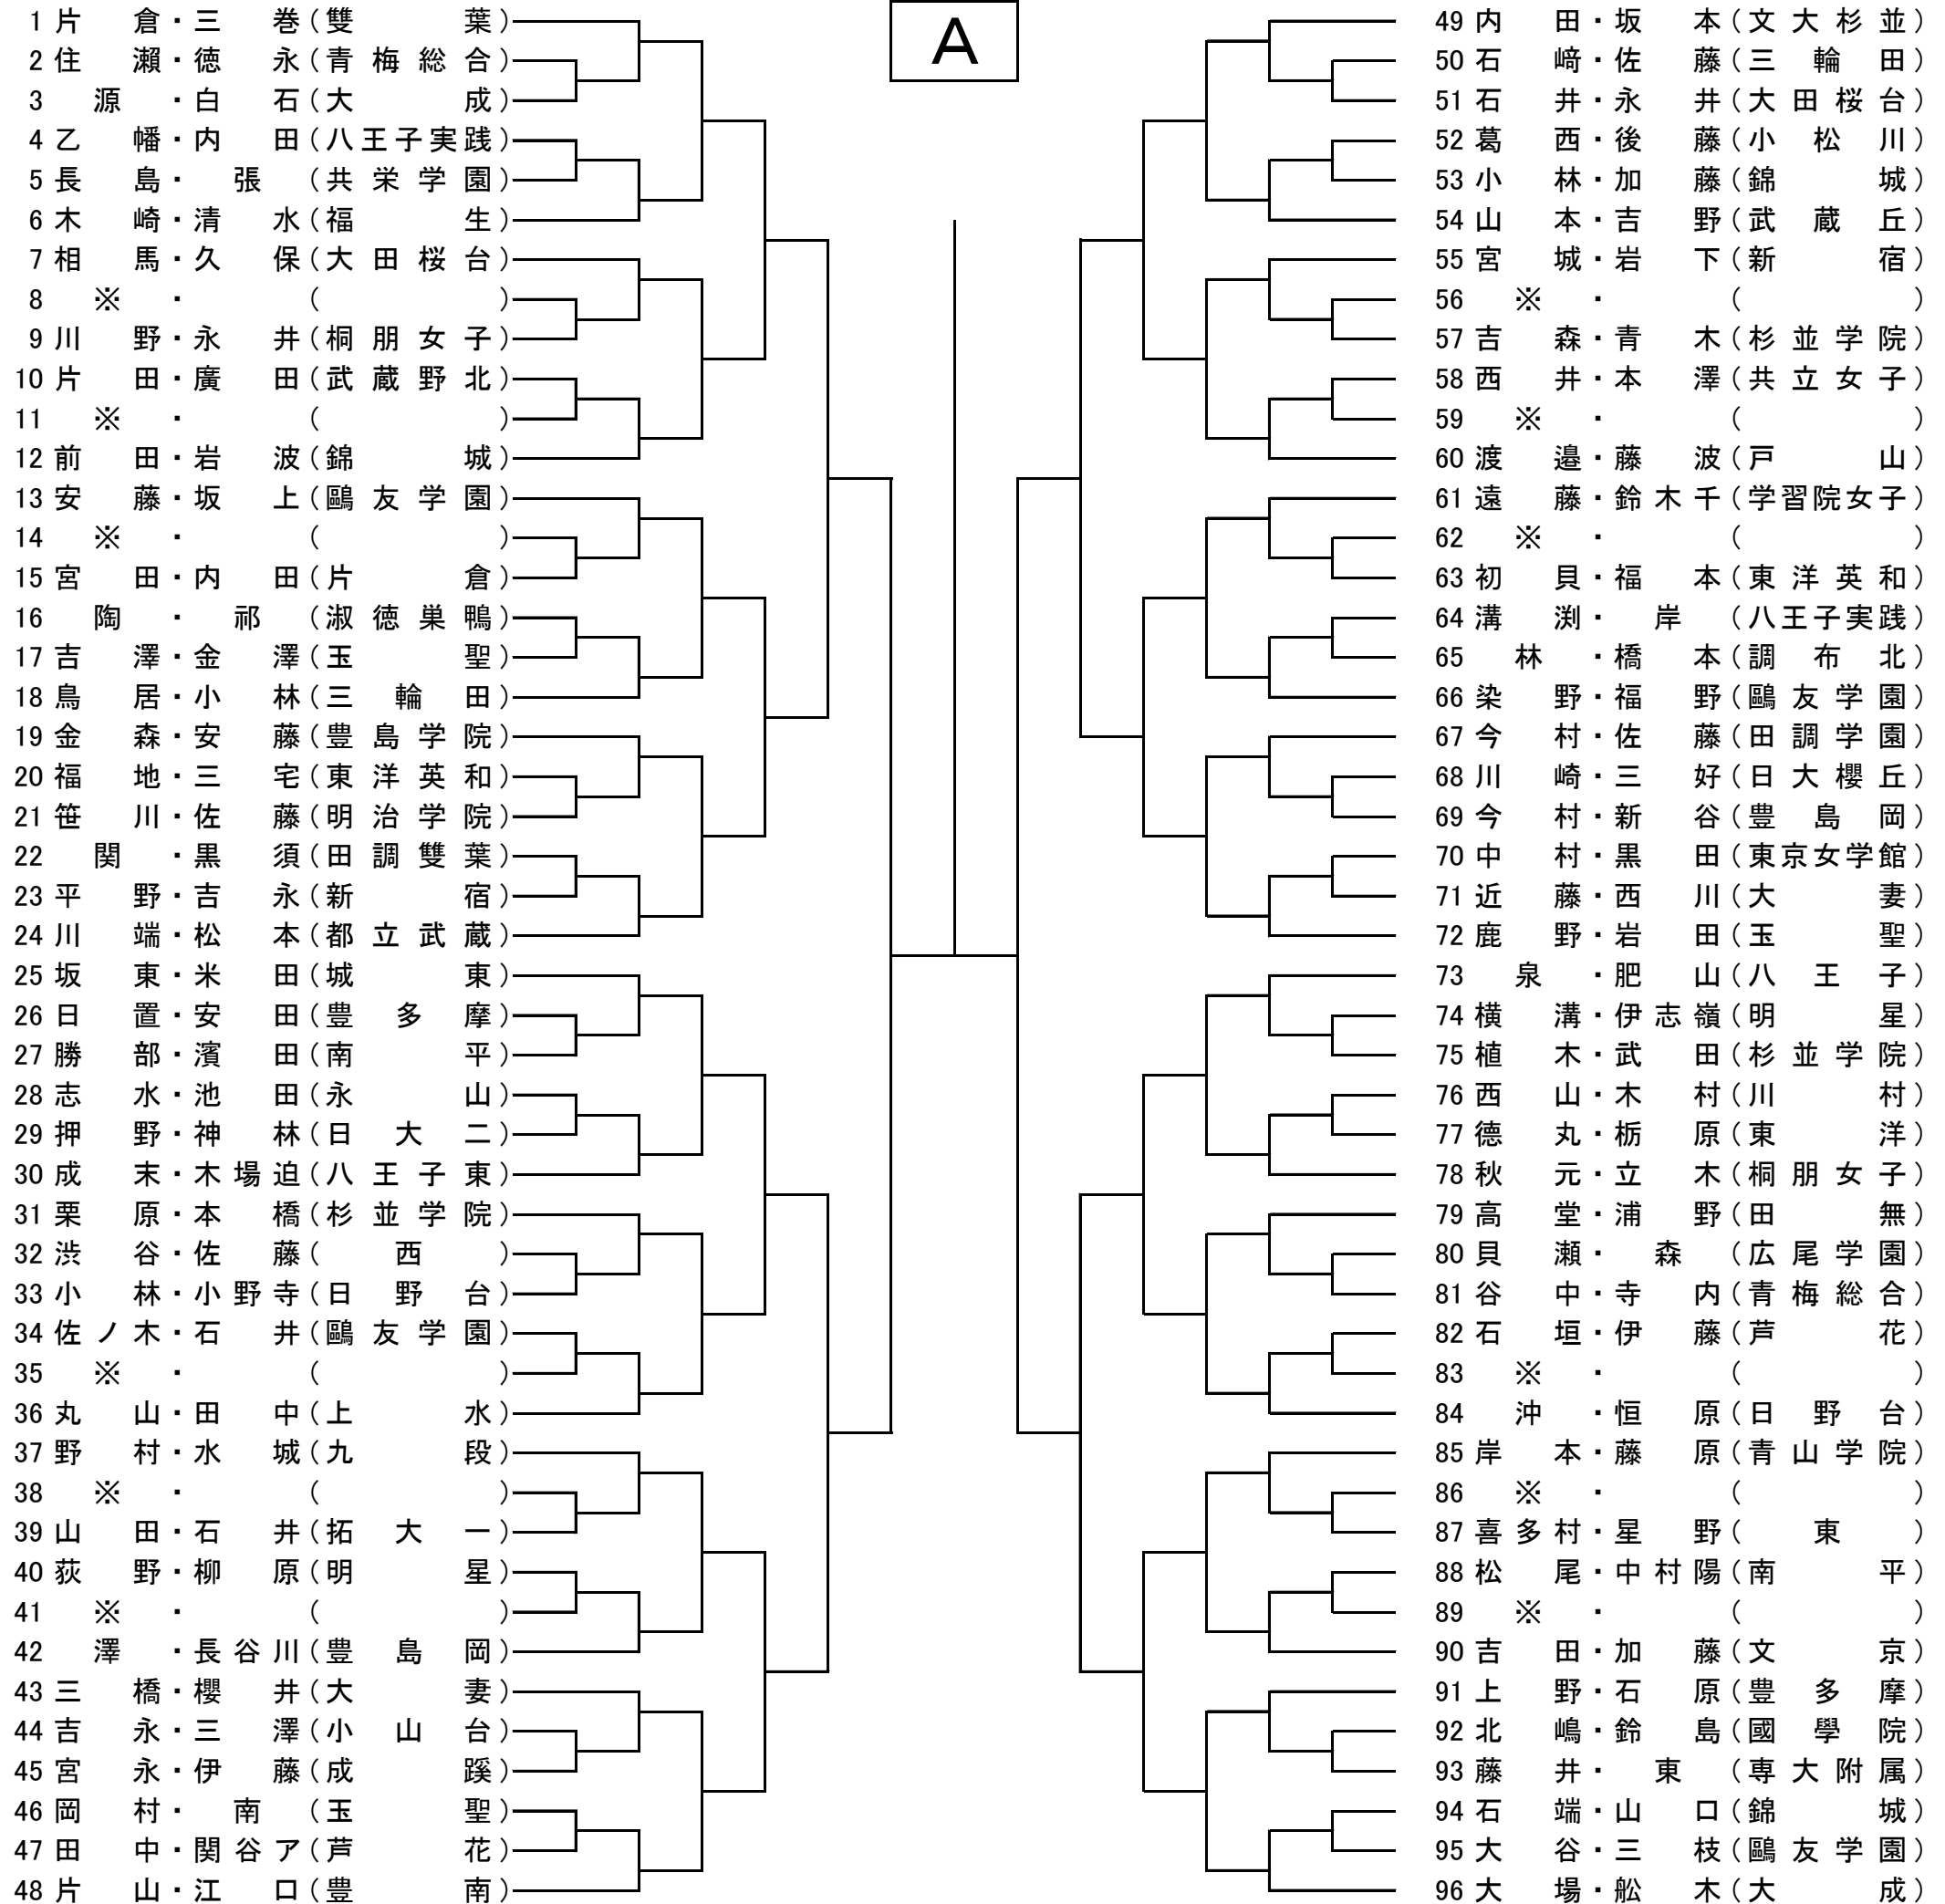 A
1 片倉・三巻(雙葉)
2 住瀬・徳永(青梅総合)
3 源・白石(大成)
4 乙幡・内田(八王子実践)
5 長島・張(共栄学園)
6 木崎・清水(福生)
7 相馬・久保(大田桜台)
8 ※・( )
9 川野・永井(桐朋女子)
10 片田・廣田(武蔵野北)
11 ※・( )
12 前田・岩波(錦城)
13 安藤・坂上(鷗友学園)
14 ※・( )
15 宮田・内田(片倉)
16 陶・祁(淑徳巣鴨)
17 吉澤・金澤(玉聖)
18 鳥居・小林(三輪田)
19 金森・安藤(豊島学院)
20 福地・三宅(東洋英和)
21 笹川・佐藤(明治学院)
22 関・黒須(田調雙葉)
23 平野・吉永(新宿)
24 川端・松本(都立武蔵)
25 坂東・米田(城東)
26 日置・安田(豊多摩)
27 勝部・濱田(南平)
28 志水・池田(永山)
29 押野・神林(日大二)
30 成末・木場迫(八王子東)
31 栗原・本橋(杉並学院)
32 渋谷・佐藤(西)
33 小林・小野寺(日野台)
34 佐ノ木・石井(鷗友学園)
35 ※・( )
36 丸山・田中(上水)
37 野村・水城(九段)
38 ※・( )
39 山田・石井(拓大一)
40 荻野・柳原(明星)
41 ※・( )
42 澤・長谷川(豊島岡)
43 三橋・櫻井(大妻)
44 吉永・三澤(小山台)
45 宮永・伊藤(成蹊)
46 岡村・南(玉聖)
47 田中・関谷ア(芦花)
48 片山・江口(豊南)
49 内田・坂本(文大杉並)
50 石﨑・佐藤(三輪田)
51 石井・永井(大田桜台)
52 葛西・後藤(小松川)
53 小林・加藤(錦城)
54 山本・吉野(武蔵丘)
55 宮城・岩下(新宿)
56 ※・( )
57 吉森・青木(杉並学院)
58 西井・本澤(共立女子)
59 ※・( )
60 渡邉・藤波(戸山)
61 遠藤・鈴木千(学習院女子)
62 ※・( )
63 初貝・福本(東洋英和)
64 溝渕・岸(八王子実践)
65 林・橋本(調布北)
66 染野・福野(鷗友学園)
67 今村・佐藤(田調学園)
68 川崎・三好(日大櫻丘)
69 今村・新谷(豊島岡)
70 中村・黒田(東京女学館)
71 近藤・西川(大妻)
72 鹿野・岩田(玉聖)
73 泉・肥山(八王子)
74 横溝・伊志嶺(明星)
75 植木・武田(杉並学院)
76 西山・木村(川村)
77 德丸・栃原(東洋)
78 秋元・立木(桐朋女子)
79 高堂・浦野(田無)
80 貝瀬・森(広尾学園)
81 谷中・寺内(青梅総合)
82 石垣・伊藤(芦花)
83 ※・( )
84 沖・恒原(日野台)
85 岸本・藤原(青山学院)
86 ※・( )
87 喜多村・星野(東)
88 松尾・中村陽(南平)
89 ※・( )
90 吉田・加藤(文京)
91 上野・石原(豊多摩)
92 北嶋・鈴島(國學院)
93 藤井・東(専大附属)
94 石端・山口(錦城)
95 大谷・三枝(鷗友学園)
96 大場・舩木(大成)